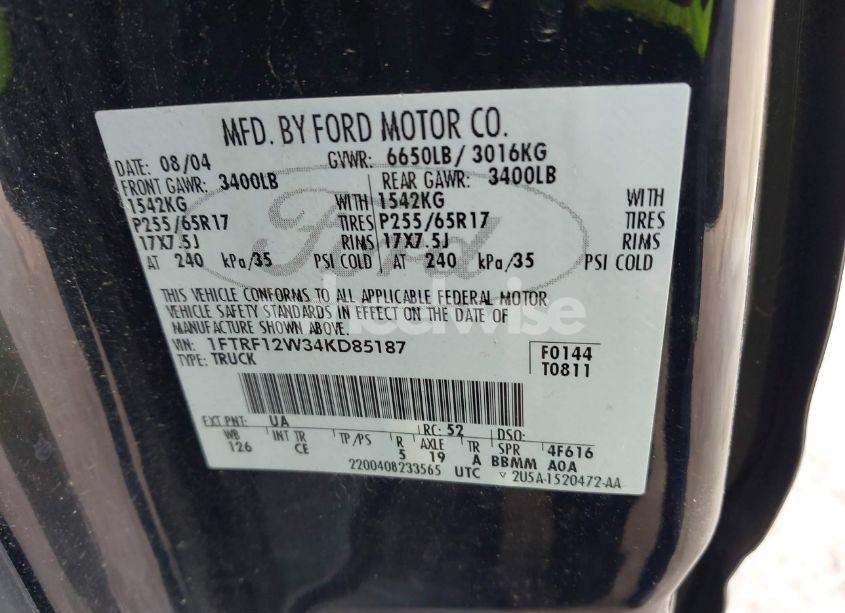 MFD. BY FORD MOTOR CO.
DATE: 08/04 GVWR: 6650LB/ 3016KG
FRONT GAWR: 3400LB REAR GAWR: 3400LB
1542KG WITH 1542KG WITH
P255/65R17 TIRES P255/65R17 TIRES
17X7.5J RIMS 17X7.5J RIMS
AT 240 kPa/35 PSI COLD AT 240 kPa/35 PSI COLD
Ford
THIS VEHICLE CONFORMS TO ALL APPLICABLE FEDERAL MOTOR
VEHICLE SAFETY STANDARDS IN EFFECT ON THE DATE OF
MANUFACTURE SHOWN ABOVE.
VIN: 1FTRF12W34KD85187 F0144
TYPE: TRUCK T0811
EXT PNT: UA RC: 52 DSO:
WB INT TR TP/PS R AXLE TR SPR 4F616
126 CE 5 19 A BBMM A0A
2200408233565 UTC 2U5A-1520472-AA